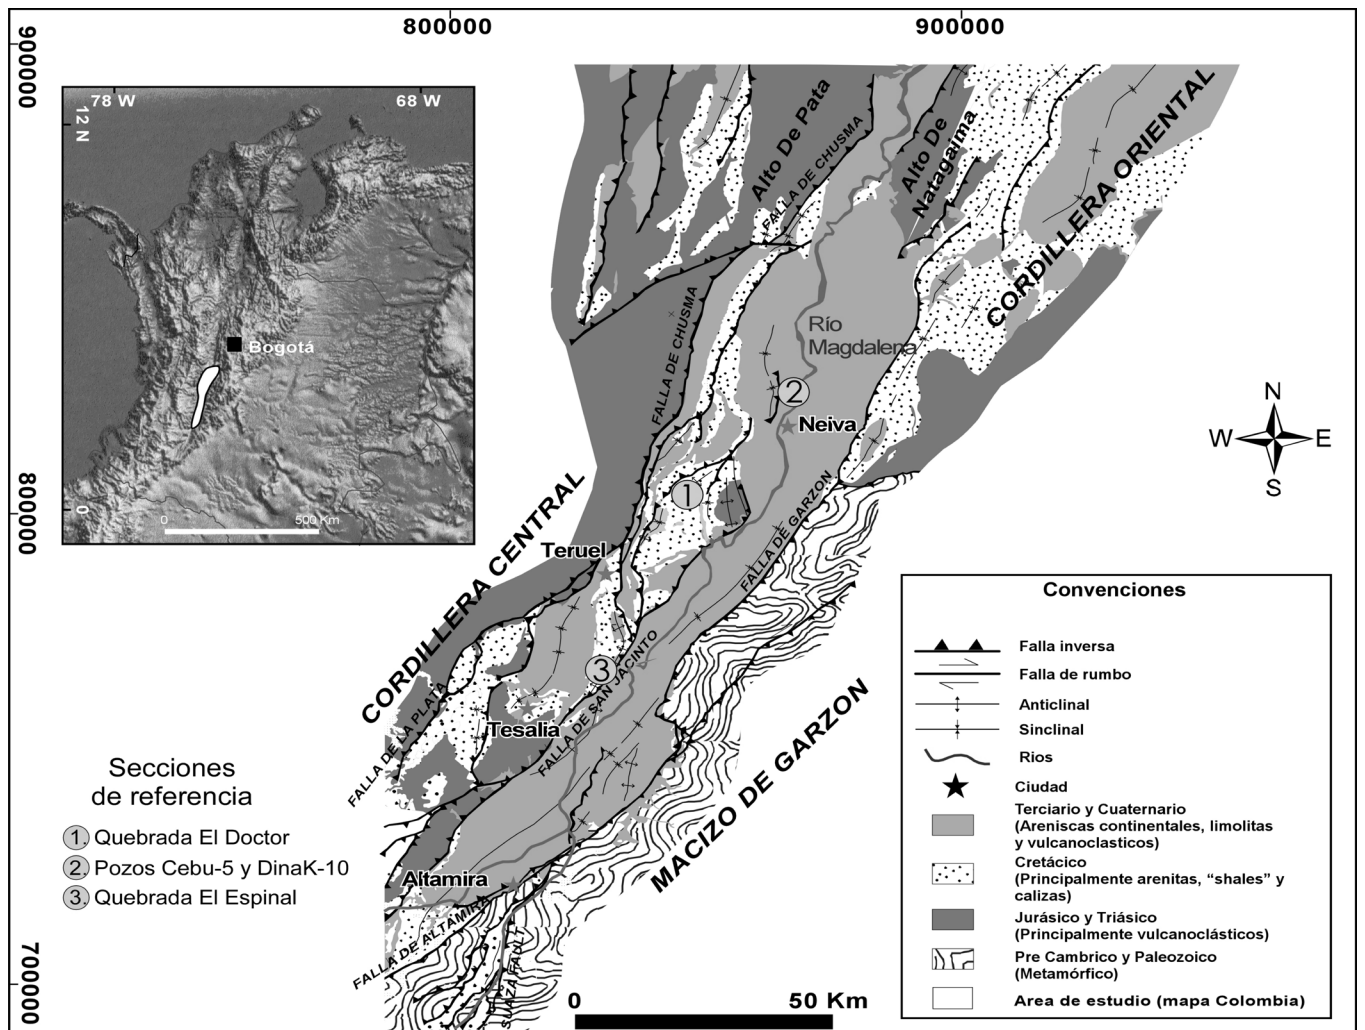 800000
900000
900000
800000
700000
78 W
68 W
12 N
0
Bogotá
0
500 Km
Alto De Pata
FALLA DE CHUSMA
Alto De
Natagaima
CORDILLERA ORIENTAL
FALLA DE CHUSMA
Río
Magdalena
2
Neiva
1
FALLA DE GARZON
N
W
E
S
CORDILLERA CENTRAL
Teruel
3
FALLA DE SAN JACINTO
FALLA DE LA PLATA
Tesalia
MACIZO DE GARZON
Altamira
FALLA DE ALTAMIRA
SUAZA FAULT
Secciones
de referencia
1. Quebrada El Doctor
2. Pozos Cebu-5 y DinaK-10
3. Quebrada El Espinal
0
50 Km
Convenciones
Falla inversa
Falla de rumbo
Anticlinal
Sinclinal
Rios
Ciudad
Terciario y Cuaternario
(Areniscas continentales, limolitas
y vulcanoclasticos)
Cretácico
(Principalmente arenitas, “shales” y
calizas)
Jurásico y Triásico
(Principalmente vulcanoclásticos)
Pre Cambrico y Paleozoico
(Metamórfico)
Area de estudio (mapa Colombia)